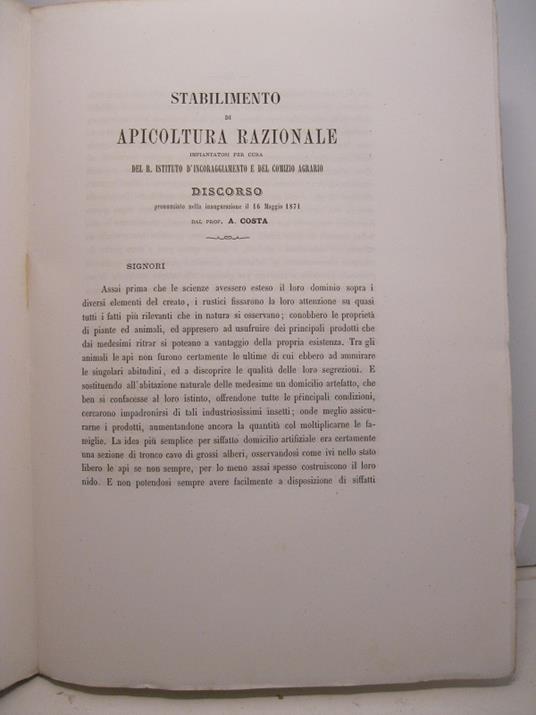 STABILIMENTO
DI
APICOLTURA RAZIONALE
IMPIANTATOSI PER CURA
DEL R. ISTITUTO D'INCORAGGIAMENTO E DEL COMIZIO AGRARIO
DISCORSO
pronunziato nella inaugurazione il 16 Maggio 1871
DAL PROF. A. COSTA
SIGNORI
Assai prima che le scienze avessero esteso il loro dominio sopra i
diversi elementi del creato, i rustici fissarono la loro attenzione su quasi
tutti i fatti più rilevanti che in natura si osservano; conobbero le proprietà
di piante ed animali, ed appresero ad usufruire dei principali prodotti che
dai medesimi ritrar si poteano a vantaggio della propria esistenza. Tra gli
animali le api non furono certamente le ultime di cui ebbero ad ammirare
le singolari abitudini, ed a discoprire le qualità delle loro segrezioni. E
sostituendo all'abitazione naturale delle medesime un domicilio artefatto, che
ben si confacesse al loro istinto, offrendone tutte le principali condizioni,
cercarono impadronirsi di tali industriosissimi insetti; onde meglio assicu-
rarne i prodotti, aumentandone ancora la quantità col moltiplicarne le fa-
miglie. La idea più semplice per siffatto domicilio artifiziale era certamente
una sezione di tronco cavo di grossi alberi, osservandosi come ivi nello stato
libero le api se non sempre, per lo meno assai spesso costruiscono il loro
nido. E non potendosi sempre avere facilmente a disposizione di siffatti